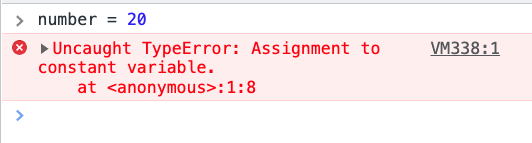 number = 20
Uncaught TypeError: Assignment to VM338:1
constant variable.
at <anonymous>:1:8